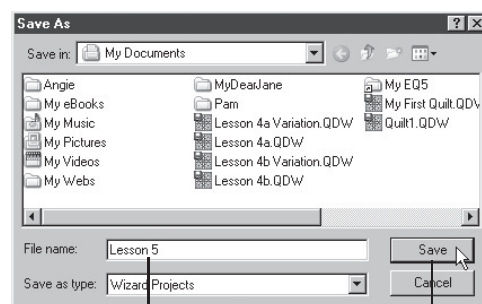 Save As
Save in: My Documents
Angie MyDearJane My EQ5
My eBooks Pam My First Quilt.QDW
My Music Lesson 4a Variation.QDW Quilt1.QDW
My Pictures Lesson 4a.QDW
My Videos Lesson 4b Variation.QDW
My Webs Lesson 4b.QDW
File name: Lesson 5 Save
Save as type: Wizard Projects Cancel